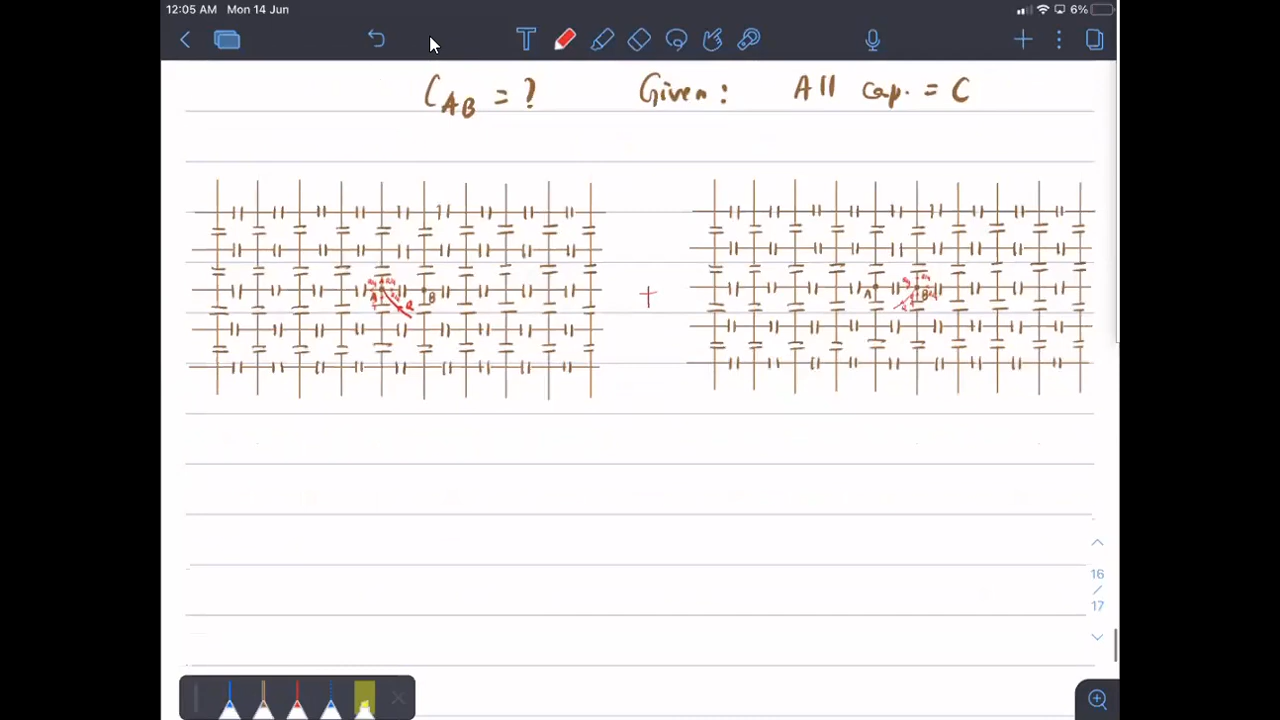 12:05 AM Mon 14 Jun 6%
T
C_AB = ? Given: All cap. = C
A B
+
A B
R
16
/
17